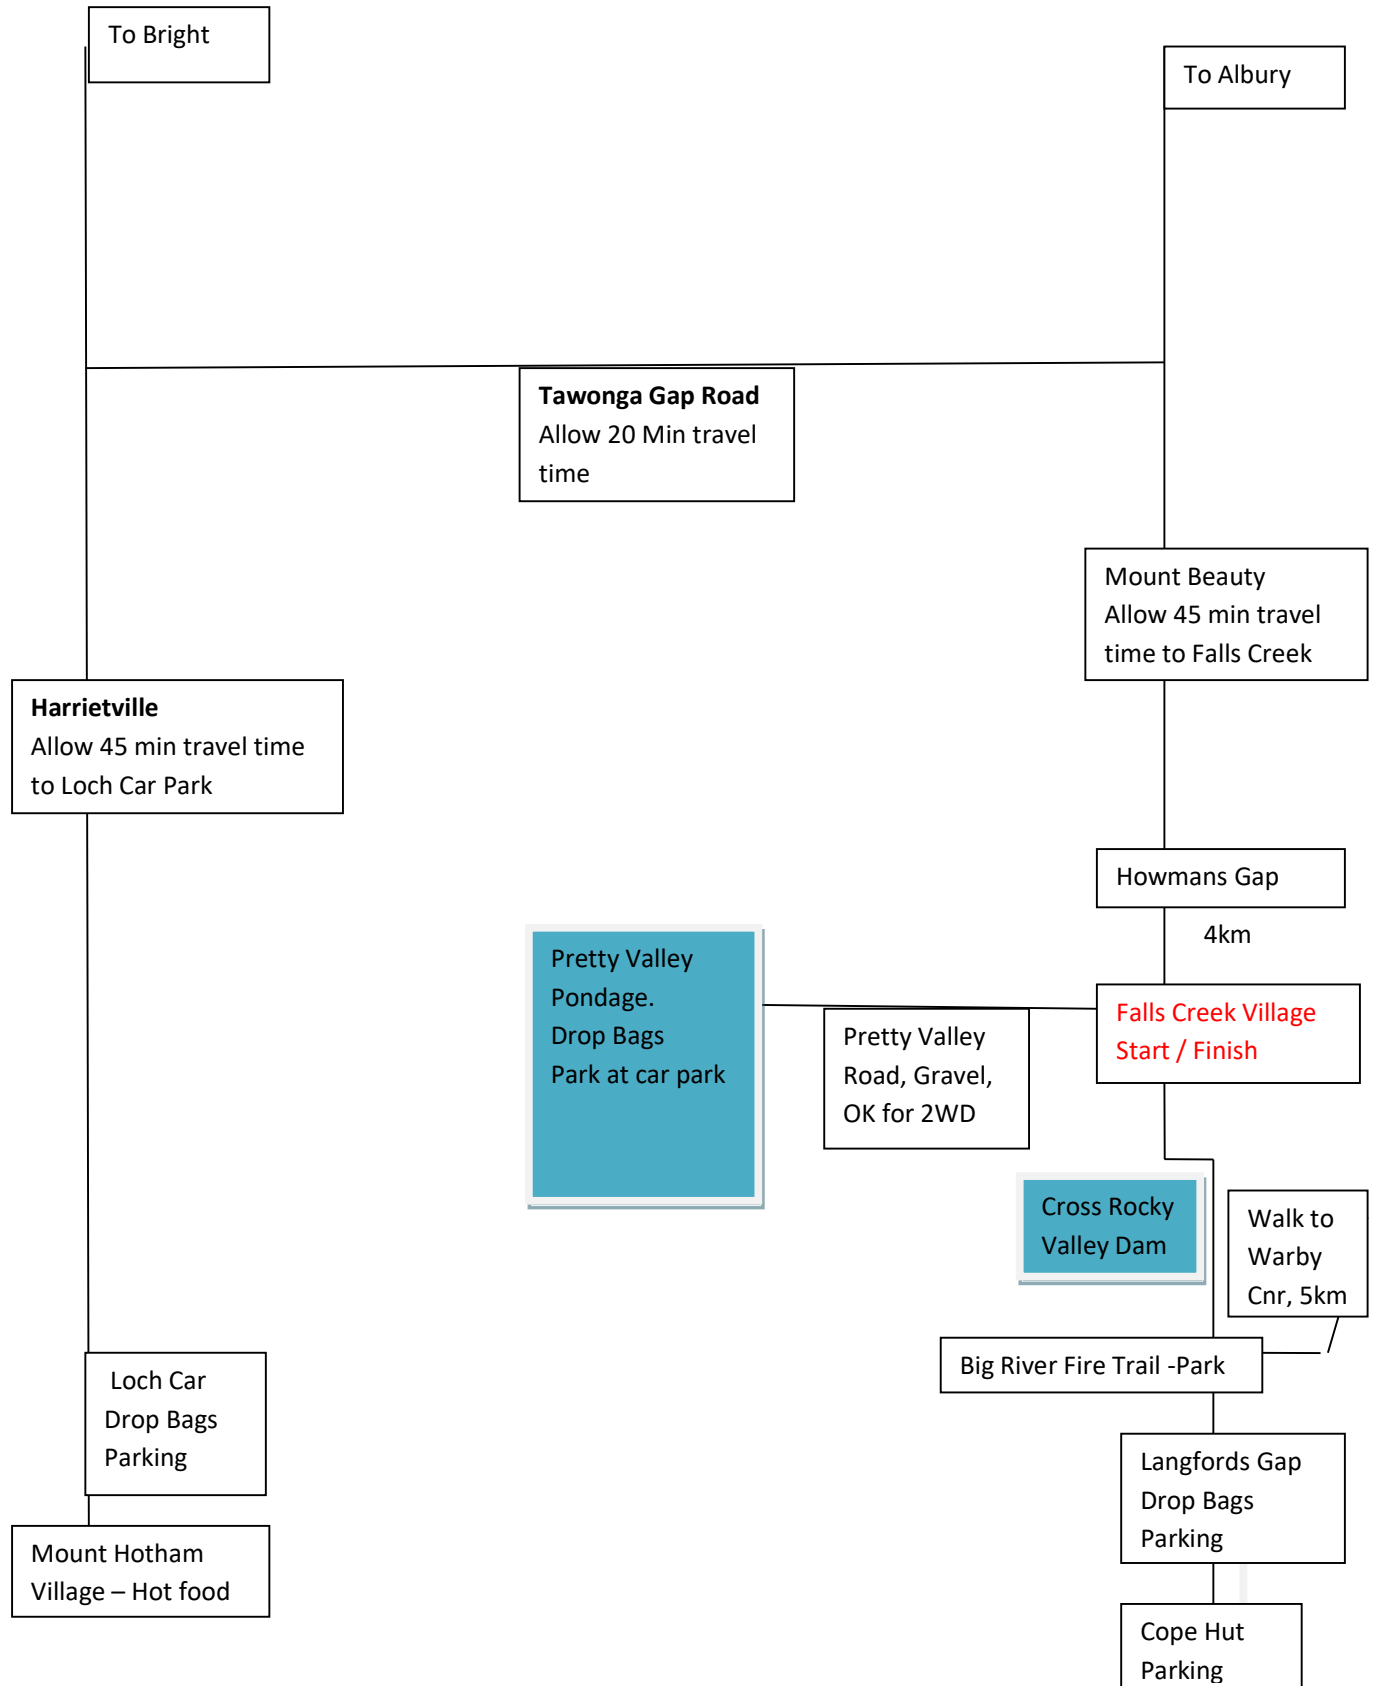 To Bright
To Albury
Tawonga Gap Road
Allow 20 Min travel
time
Mount Beauty
Allow 45 min travel
time to Falls Creek
Harrietville
Allow 45 min travel time
to Loch Car Park
Howmans Gap
4km
Pretty Valley
Pondage.
Drop Bags
Park at car park
Pretty Valley
Road, Gravel,
OK for 2WD
Falls Creek Village
Start / Finish
Cross Rocky
Valley Dam
Walk to
Warby
Cnr, 5km
Big River Fire Trail -Park
Loch Car
Drop Bags
Parking
Langfords Gap
Drop Bags
Parking
Mount Hotham
Village – Hot food
Cope Hut
Parking